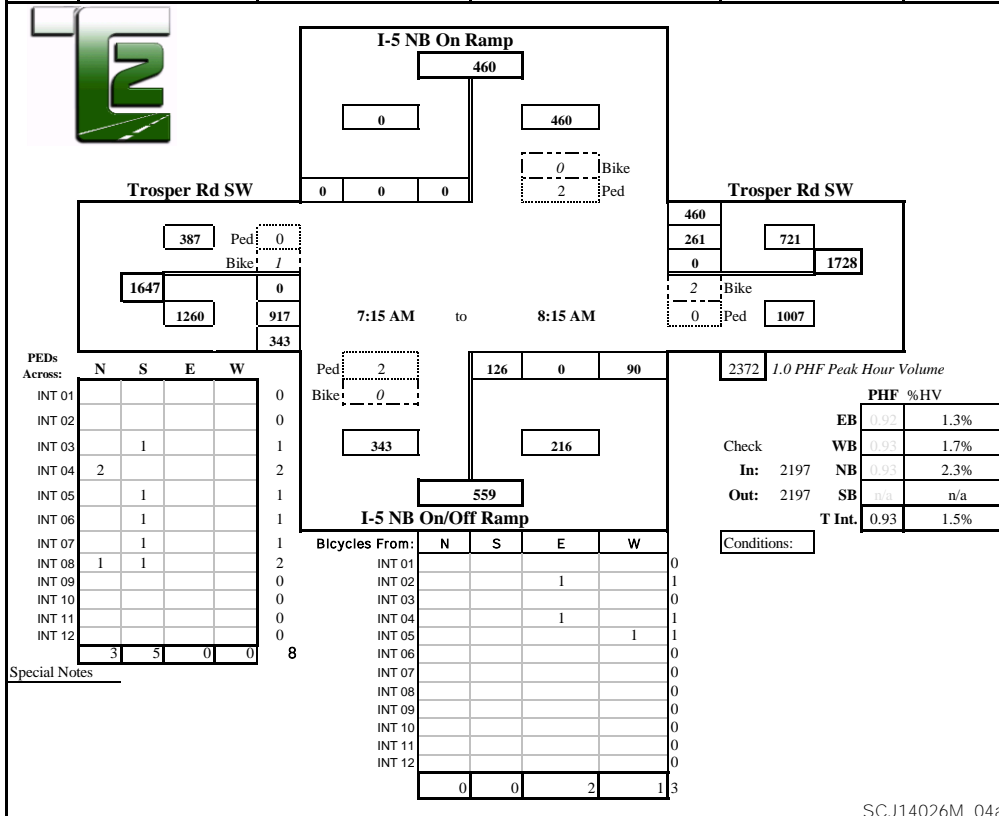 TC2
I-5 NB On Ramp
460
0 460
0 Bike
2 Ped
Trosper Rd SW 0 0 0 Trosper Rd SW
460
387 Ped 0 261 721
Bike 1 0 1728
1647 0 2 Bike
1260 917 7:15 AM to 8:15 AM 0 Ped 1007
343
PEDs
Across: N S E W Ped 2 126 0 90 2372 1.0 PHF Peak Hour Volume
INT 01 0 Bike 0 PHF %HV
INT 02 0 EB 0.92 1.3%
INT 03 1 1 343 216 Check WB 0.93 1.7%
INT 04 2 2 In: 2197 NB 0.93 2.3%
INT 05 1 1 559 Out: 2197 SB n/a n/a
INT 06 1 1 I-5 NB On/Off Ramp T Int. 0.93 1.5%
INT 07 1 1 Bicycles From: N S E W Conditions:
INT 08 1 1 2 INT 01 0
INT 09 0 INT 02 1 1
INT 10 0 INT 03 0
INT 11 0 INT 04 1 1
INT 12 0 INT 05 1 1
3 5 0 0 8 INT 06 0
Special Notes INT 07 0
INT 08 0
INT 09 0
INT 10 0
INT 11 0
INT 12 0
0 0 2 1 3
SCJ14026M_04a